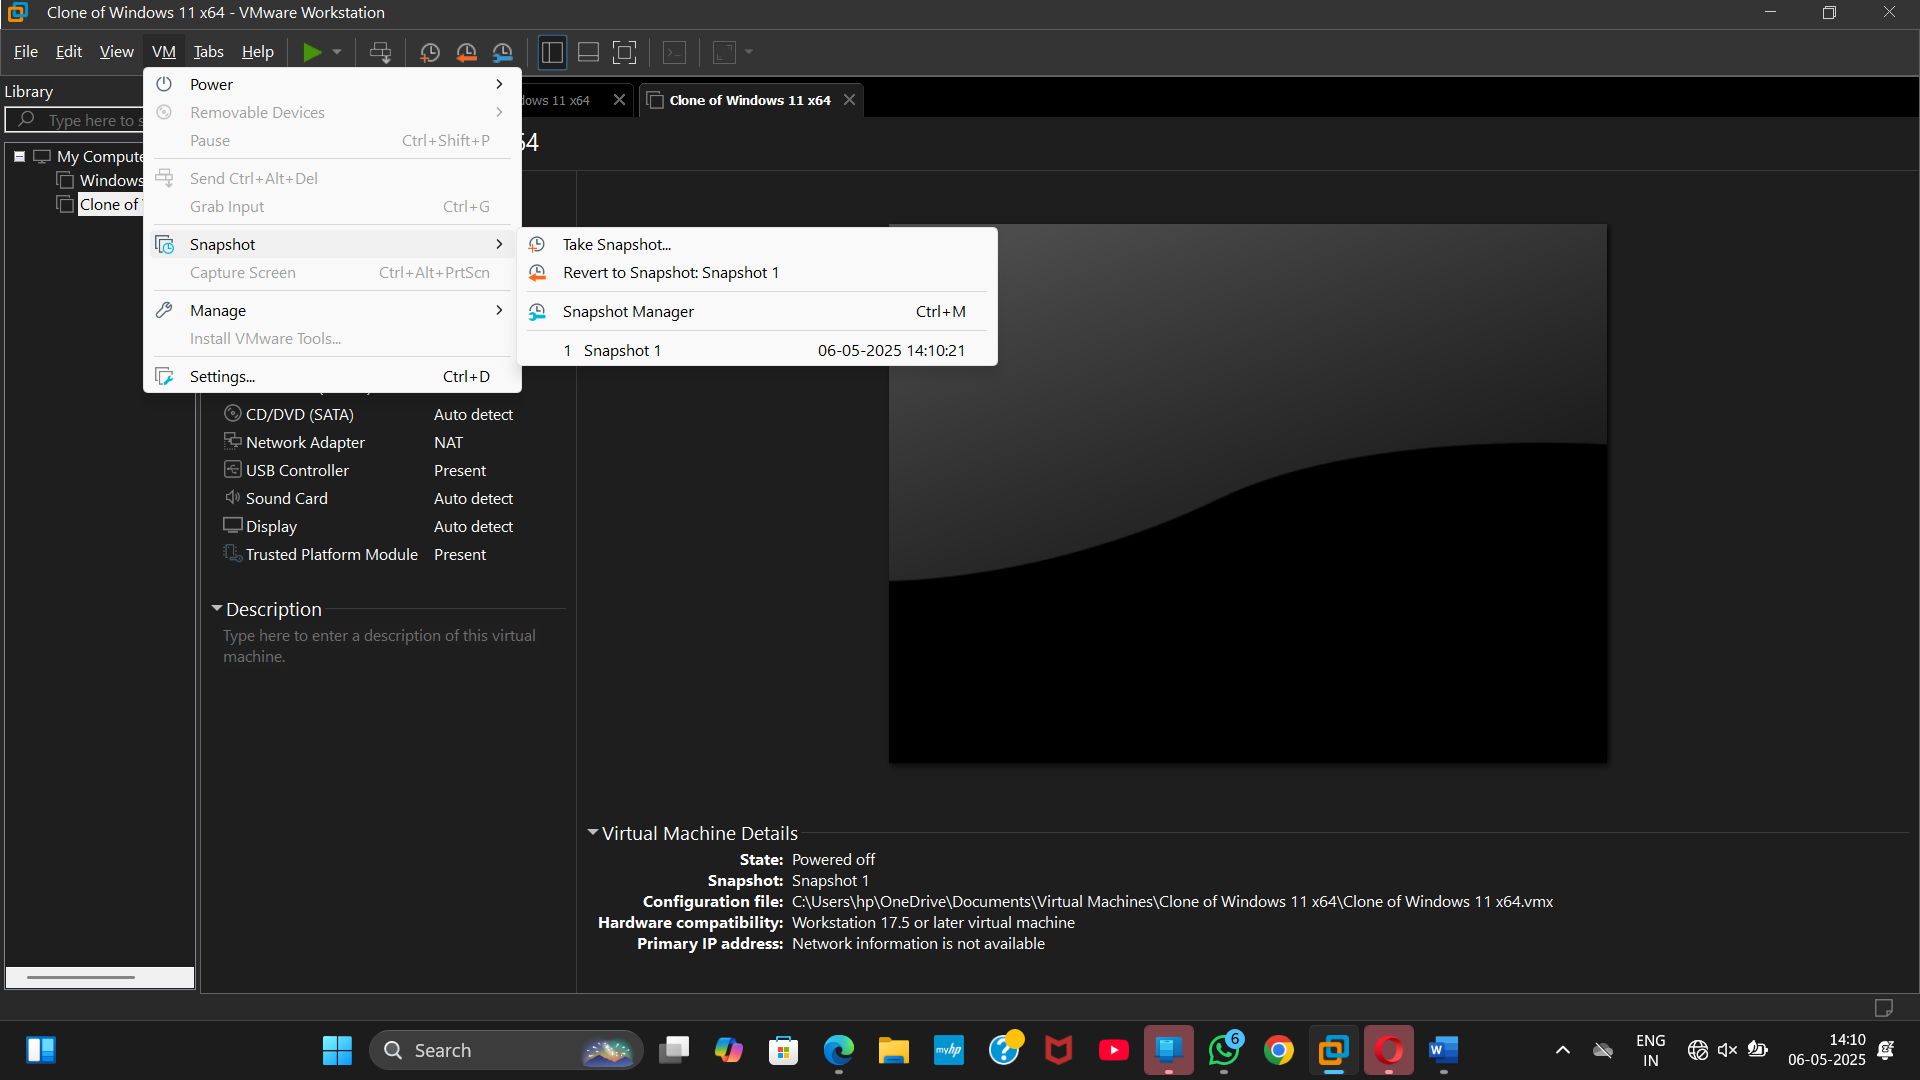 Clone of Windows 11 x64 - VMware Workstation
File Edit View VM Tabs Help
Library
Type here to s
My Compute
Windows
Clone of
dows 11 x64
Clone of Windows 11 x64
64
Power
Removable Devices
Pause Ctrl+Shift+P
Send Ctrl+Alt+Del
Grab Input Ctrl+G
Snapshot
Capture Screen Ctrl+Alt+PrtScn
Manage
Install VMware Tools...
Settings... Ctrl+D
Take Snapshot...
Revert to Snapshot: Snapshot 1
Snapshot Manager Ctrl+M
1 Snapshot 1 06-05-2025 14:10:21
CD/DVD (SATA) Auto detect
Network Adapter NAT
USB Controller Present
Sound Card Auto detect
Display Auto detect
Trusted Platform Module Present
Description
Type here to enter a description of this virtual
machine.
Virtual Machine Details
State: Powered off
Snapshot: Snapshot 1
Configuration file: C:\Users\hp\OneDrive\Documents\Virtual Machines\Clone of Windows 11 x64\Clone of Windows 11 x64.vmx
Hardware compatibility: Workstation 17.5 or later virtual machine
Primary IP address: Network information is not available
Search
myhp
6
W
ENG
IN
14:10
06-05-2025